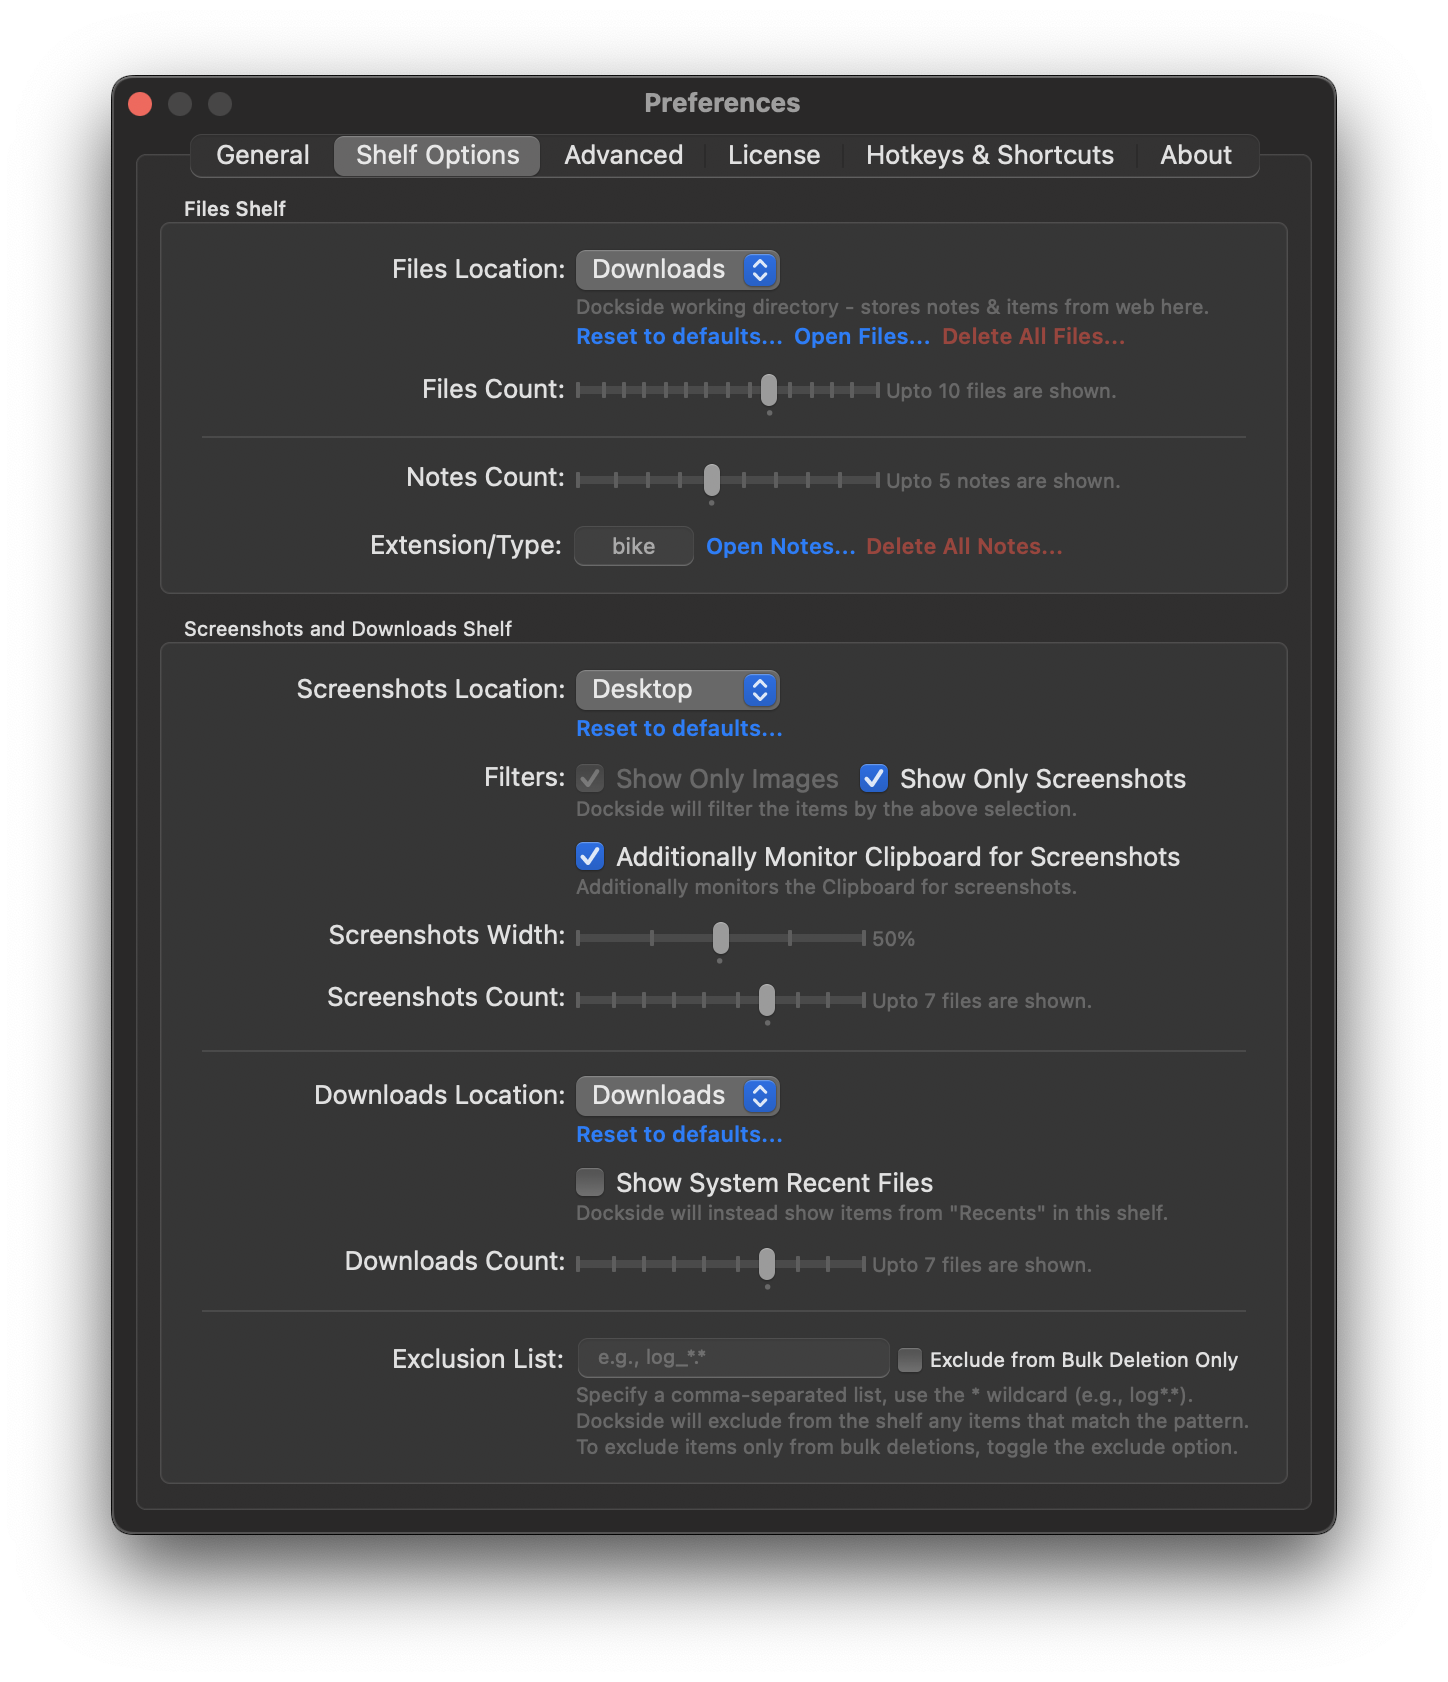 Preferences
General Shelf Options Advanced License Hotkeys & Shortcuts About
Files Shelf
Files Location: Downloads
Dockside working directory - stores notes & items from web here.
Reset to defaults... Open Files... Delete All Files...
Files Count: Upto 10 files are shown.
Notes Count: Upto 5 notes are shown.
Extension/Type: bike Open Notes... Delete All Notes...
Screenshots and Downloads Shelf
Screenshots Location: Desktop
Reset to defaults...
Filters: Show Only Images Show Only Screenshots
Dockside will filter the items by the above selection.
Additionally Monitor Clipboard for Screenshots
Additionally monitors the Clipboard for screenshots.
Screenshots Width: 50%
Screenshots Count: Upto 7 files are shown.
Downloads Location: Downloads
Reset to defaults...
Show System Recent Files
Dockside will instead show items from "Recents" in this shelf.
Downloads Count: Upto 7 files are shown.
Exclusion List: e.g., log_*.* Exclude from Bulk Deletion Only
Specify a comma-separated list, use the * wildcard (e.g., log*.*).
Dockside will exclude from the shelf any items that match the pattern.
To exclude items only from bulk deletions, toggle the exclude option.